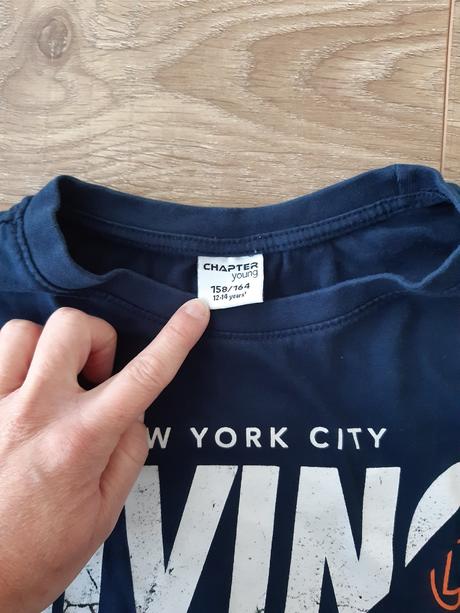 CHAPTER
young
158/164
12-14 years'
W YORK CITY